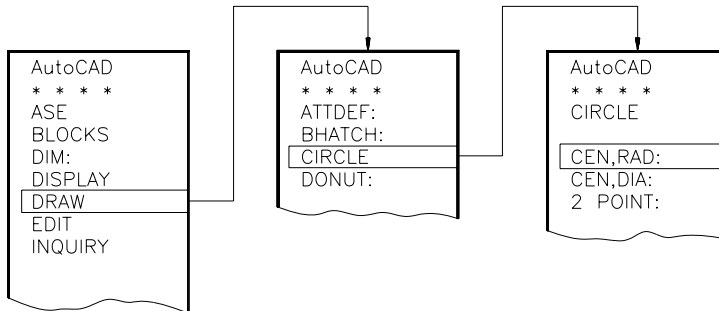 AutoCAD
* * * *
ASE
BLOCKS
DIM:
DISPLAY
DRAW
EDIT
INQUIRY
AutoCAD
* * * *
ATTDEF:
BHATCH:
CIRCLE
DONUT:
AutoCAD
* * * *
CIRCLE
CEN,RAD:
CEN,DIA:
2 POINT: